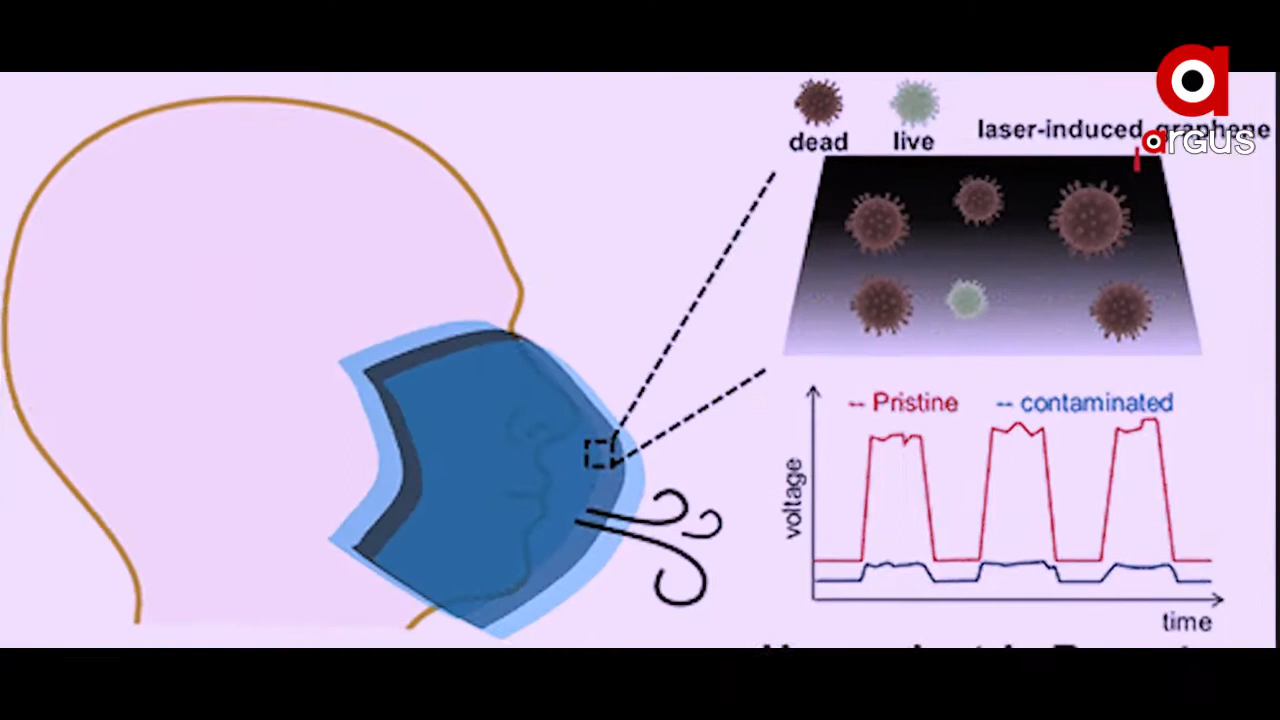 dead
live
laser-induced graphene
a
argus
-- Pristine
-- contaminated
voltage
time